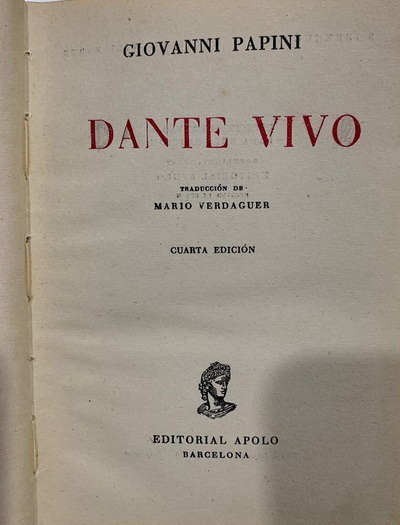 GIOVANNI PAPINI
DANTE VIVO
TRADUCCIÓN DE
MARIO VERDAGUER
CUARTA EDICIÓN
EDITORIAL APOLO
BARCELONA